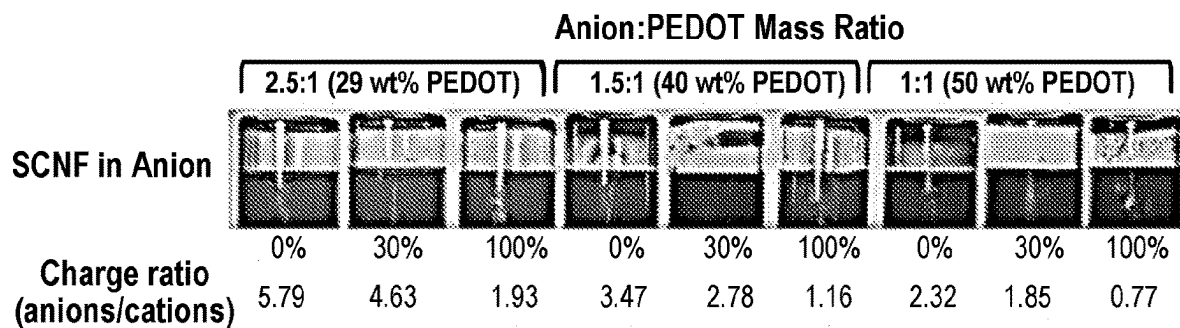 Anion:PEDOT Mass Ratio
2.5:1 (29 wt% PEDOT) 1.5:1 (40 wt% PEDOT) 1:1 (50 wt% PEDOT)
SCNF in Anion
0% 30% 100% 0% 30% 100% 0% 30% 100%
Charge ratio
(anions/cations) 5.79 4.63 1.93 3.47 2.78 1.16 2.32 1.85 0.77